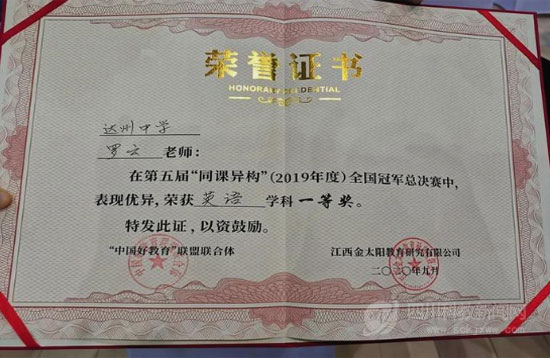 荣誉证书
达州中学
罗云 老师：
在第五届“同课异构”（2019年度）全国冠军总决赛中，
表现优异，荣获 英语 学科一等奖。
特发此证，以资鼓励。
“中国好教育”联盟联合体 江西金太阳教育研究有限公司
二〇二〇年九月